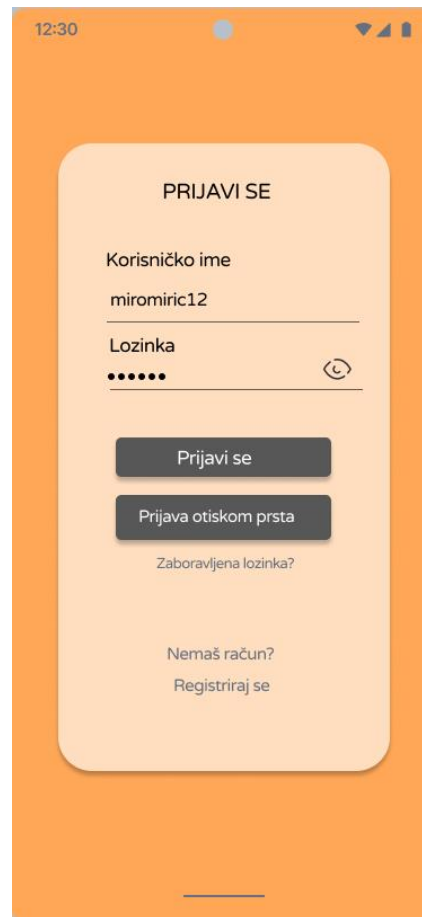 12:30
PRIJAVI SE
Korisničko ime
miromiric12
Lozinka
••••••
Prijavi se
Prijava otiskom prsta
Zaboravljena lozinka?
Nemaš račun?
Registriraj se